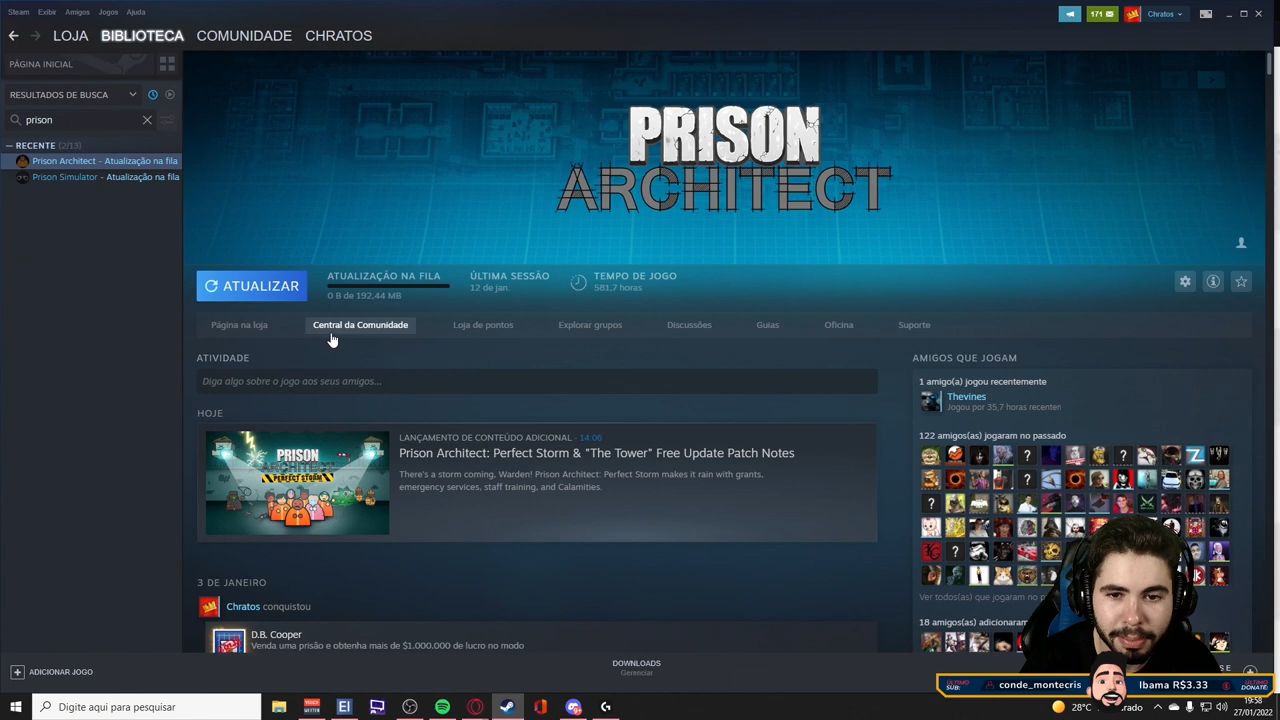 Steam Exibir Amigos Jogos Ajuda
171 Chratos
LOJA BIBLIOTECA COMUNIDADE CHRATOS
PÁGINA INICIAL
RESULTADOS DE BUSCA
prison
RECENTE (2/13)
Prison Architect - Atualização na fila
Prison Simulator - Atualização na fila
PRISON
ARCHITECT
ATUALIZAR
ATUALIZAÇÃO NA FILA
0 B de 192,44 MB
ÚLTIMA SESSÃO
12 de jan.
TEMPO DE JOGO
581,7 horas
Página na loja Central da Comunidade Loja de pontos Explorar grupos Discussões Guias Oficina Suporte
ATIVIDADE
Diga algo sobre o jogo aos seus amigos...
HOJE
PRISON
ARCHITECT
PERFECT STORM
LANÇAMENTO DE CONTEÚDO ADICIONAL - 14:06
Prison Architect: Perfect Storm & "The Tower" Free Update Patch Notes
There's a storm coming, Warden! Prison Architect: Perfect Storm makes it rain with grants,
emergency services, staff training, and Calamities.
3 DE JANEIRO
Chratos conquistou
D.B. Cooper
Venda uma prisão e obtenha mais de $1.000.000 de lucro no modo
AMIGOS QUE JOGAM
1 amigo(a) jogou recentemente
Thevines
Jogou por 35,7 horas recenten
122 amigos(as) jogaram no passado
Ver todos(as) que jogaram no p
18 amigos(as) adicionaram
ADICIONAR JOGO
DOWNLOADS
Gerenciar
ÚLTIMO
SUB:
conde_montecris
Ibama R$3.33
ÚLTIMO
DONATE:
Digite aqui para pesquisar
28°C
19:58
27/01/2022